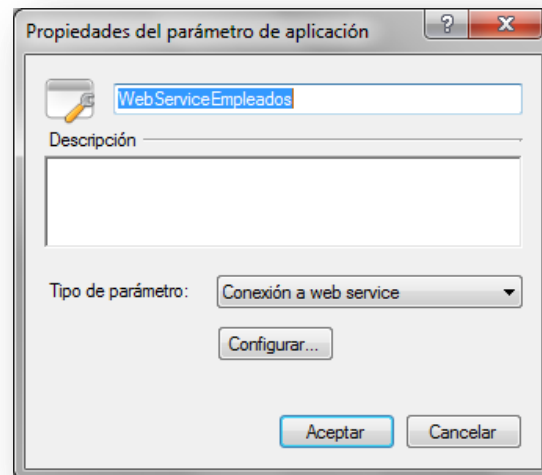 Propiedades del parámetro de aplicación
WebServiceEmpleados
Descripción
Tipo de parámetro:
Conexión a web service
Configurar...
Aceptar
Cancelar